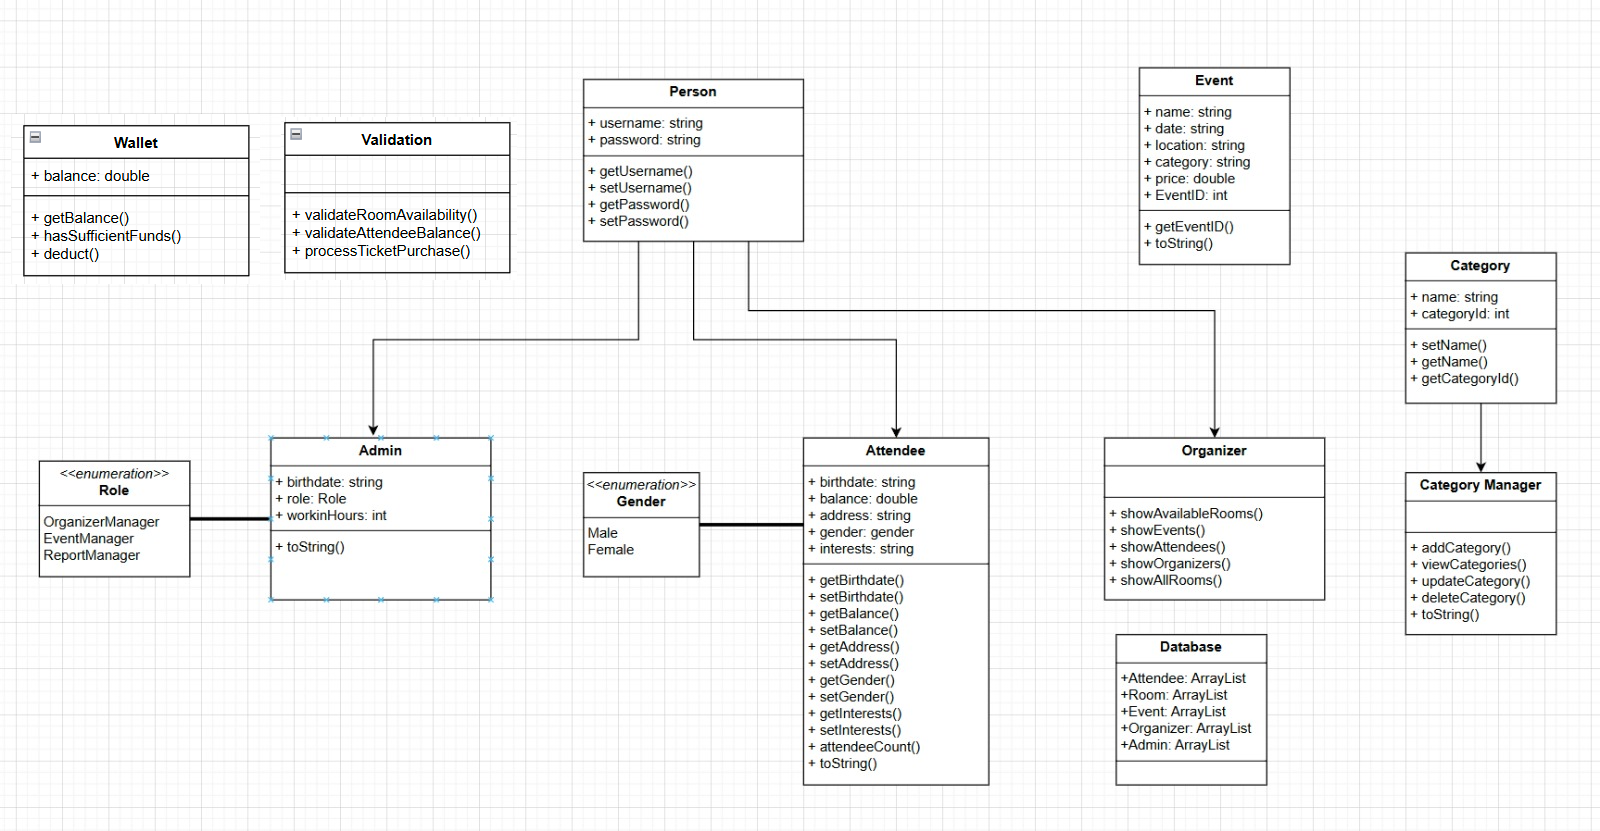 Wallet
+ balance: double
+ getBalance()
+ hasSufficientFunds()
+ deduct()
Validation
+ validateRoomAvailability()
+ validateAttendeeBalance()
+ processTicketPurchase()
Person
+ username: string
+ password: string
+ getUsername()
+ setUsername()
+ getPassword()
+ setPassword()
Event
+ name: string
+ date: string
+ location: string
+ category: string
+ price: double
+ EventID: int
+ getEventID()
+ toString()
Category
+ name: string
+ categoryId: int
+ setName()
+ getName()
+ getCategoryId()
<<enumeration>>
Role
OrganizerManager
EventManager
ReportManager
Admin
+ birthdate: string
+ role: Role
+ workinHours: int
+ toString()
<<enumeration>>
Gender
Male
Female
Attendee
+ birthdate: string
+ balance: double
+ address: string
+ gender: gender
+ interests: string
+ getBirthdate()
+ setBirthdate()
+ getBalance()
+ setBalance()
+ getAddress()
+ setAddress()
+ getGender()
+ setGender()
+ getInterests()
+ setInterests()
+ attendeeCount()
+ toString()
Organizer
+ showAvailableRooms()
+ showEvents()
+ showAttendees()
+ showOrganizers()
+ showAllRooms()
Category Manager
+ addCategory()
+ viewCategories()
+ updateCategory()
+ deleteCategory()
+ toString()
Database
+Attendee: ArrayList
+Room: ArrayList
+Event: ArrayList
+Organizer: ArrayList
+Admin: ArrayList